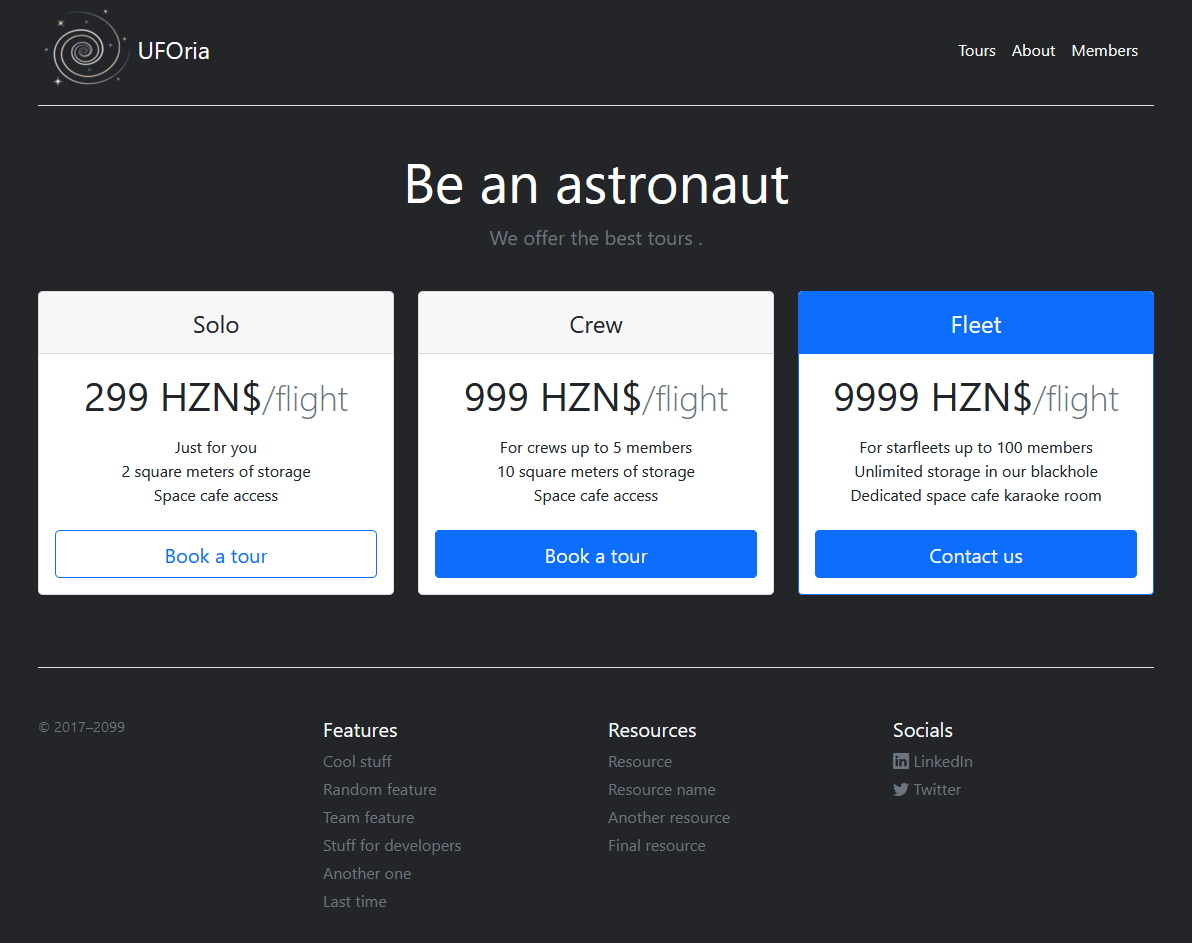 UFOria
Tours About Members
Be an astronaut
We offer the best tours .
Solo
299 HZN$/flight
Just for you
2 square meters of storage
Space cafe access
Book a tour
Crew
999 HZN$/flight
For crews up to 5 members
10 square meters of storage
Space cafe access
Book a tour
Fleet
9999 HZN$/flight
For starfleets up to 100 members
Unlimited storage in our blackhole
Dedicated space cafe karaoke room
Contact us
© 2017–2099
Features
Cool stuff
Random feature
Team feature
Stuff for developers
Another one
Last time
Resources
Resource
Resource name
Another resource
Final resource
Socials
LinkedIn
Twitter